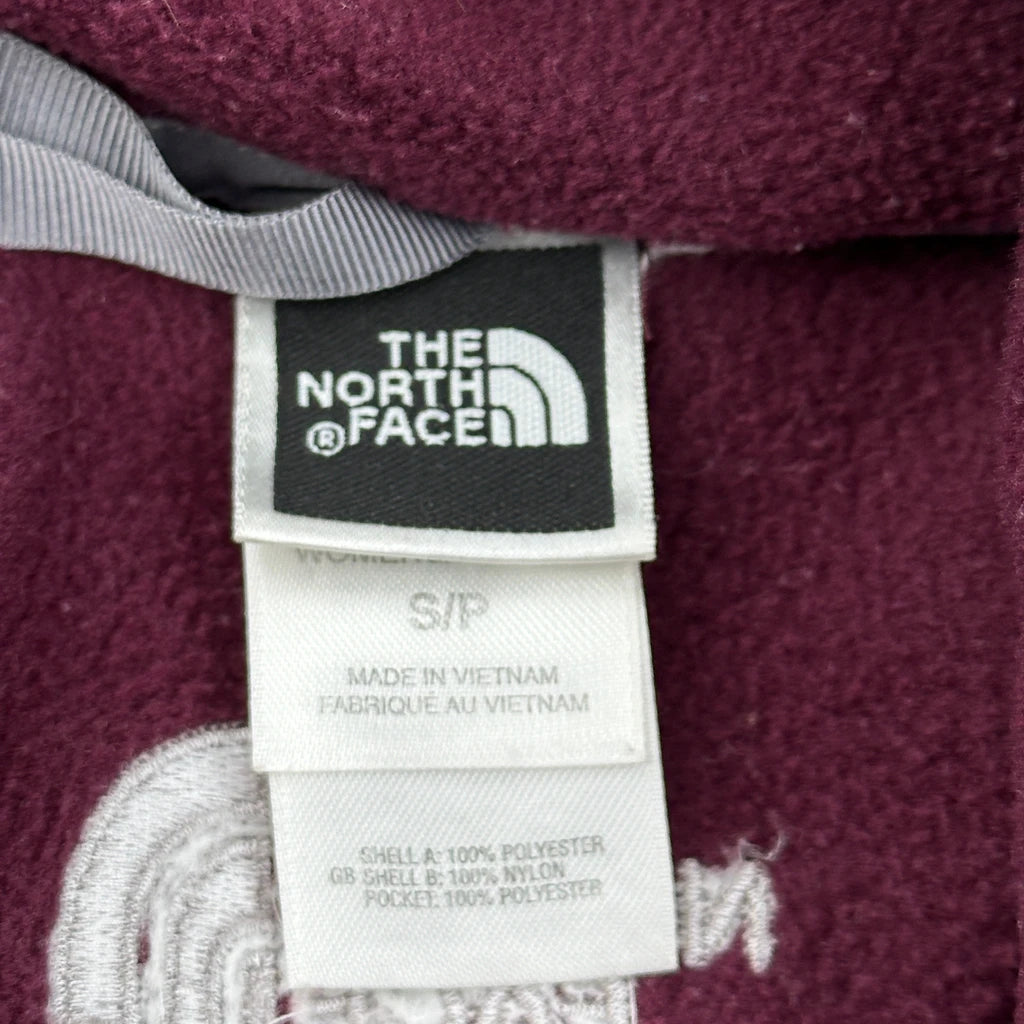 THE
NORTH
®FACE
S/P
MADE IN VIETNAM
FABRIQUÉ AU VIETNAM
SHELL A: 100% POLYESTER
GB SHELL B: 100% NYLON
POCKET: 100% POLYESTER